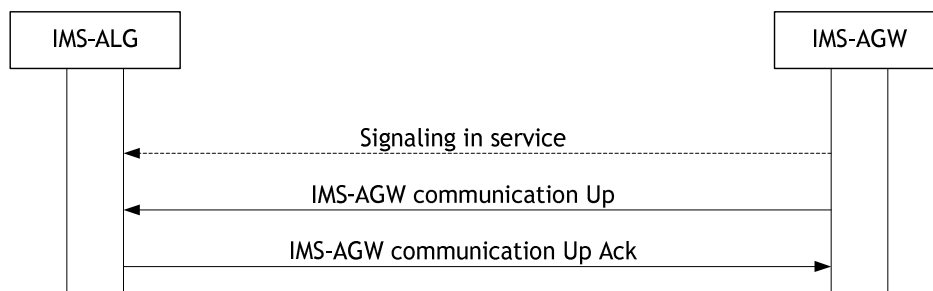 IMS-ALG
IMS-AGW
Signaling in service
IMS-AGW communication Up
IMS-AGW communication Up Ack